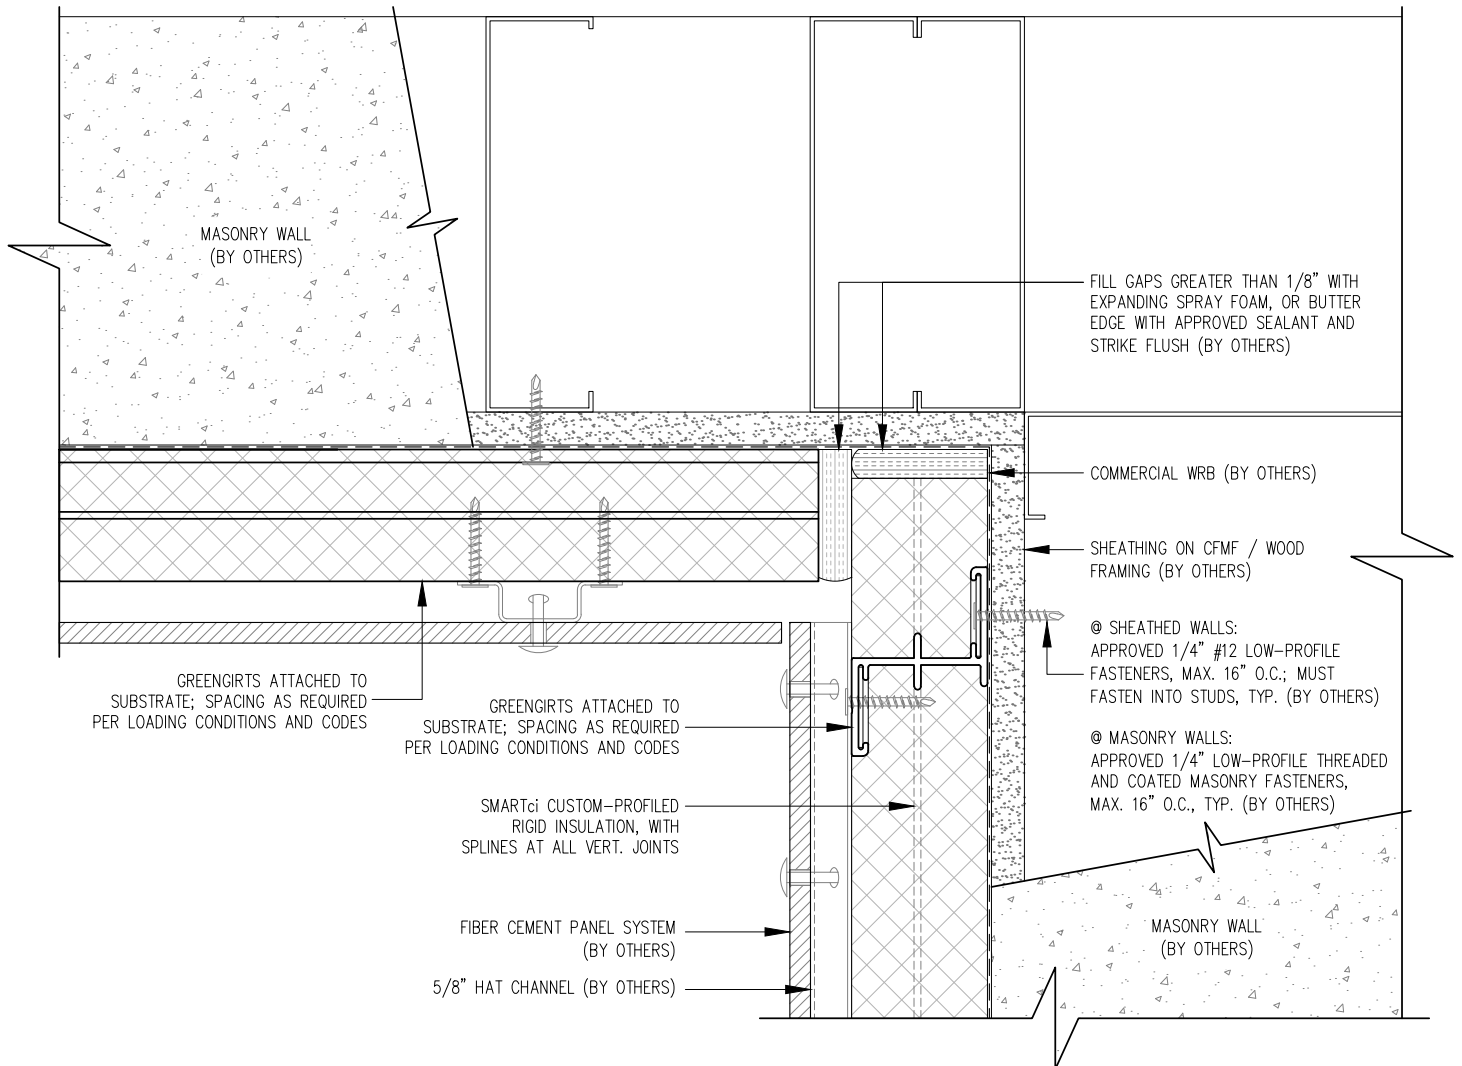 MASONRY WALL
(BY OTHERS)
FILL GAPS GREATER THAN 1/8" WITH
EXPANDING SPRAY FOAM, OR BUTTER
EDGE WITH APPROVED SEALANT AND
STRIKE FLUSH (BY OTHERS)
COMMERCIAL WRB (BY OTHERS)
SHEATHING ON CFMF / WOOD
FRAMING (BY OTHERS)
@ SHEATHED WALLS:
APPROVED 1/4" #12 LOW-PROFILE
FASTENERS, MAX. 16" O.C.; MUST
FASTEN INTO STUDS, TYP. (BY OTHERS)
@ MASONRY WALLS:
APPROVED 1/4" LOW-PROFILE THREADED
AND COATED MASONRY FASTENERS,
MAX. 16" O.C., TYP. (BY OTHERS)
GREENGIRTS ATTACHED TO
SUBSTRATE; SPACING AS REQUIRED
PER LOADING CONDITIONS AND CODES
GREENGIRTS ATTACHED TO
SUBSTRATE; SPACING AS REQUIRED
PER LOADING CONDITIONS AND CODES
SMARTci CUSTOM-PROFILED
RIGID INSULATION, WITH
SPLINES AT ALL VERT. JOINTS
FIBER CEMENT PANEL SYSTEM
(BY OTHERS)
5/8" HAT CHANNEL (BY OTHERS)
MASONRY WALL
(BY OTHERS)